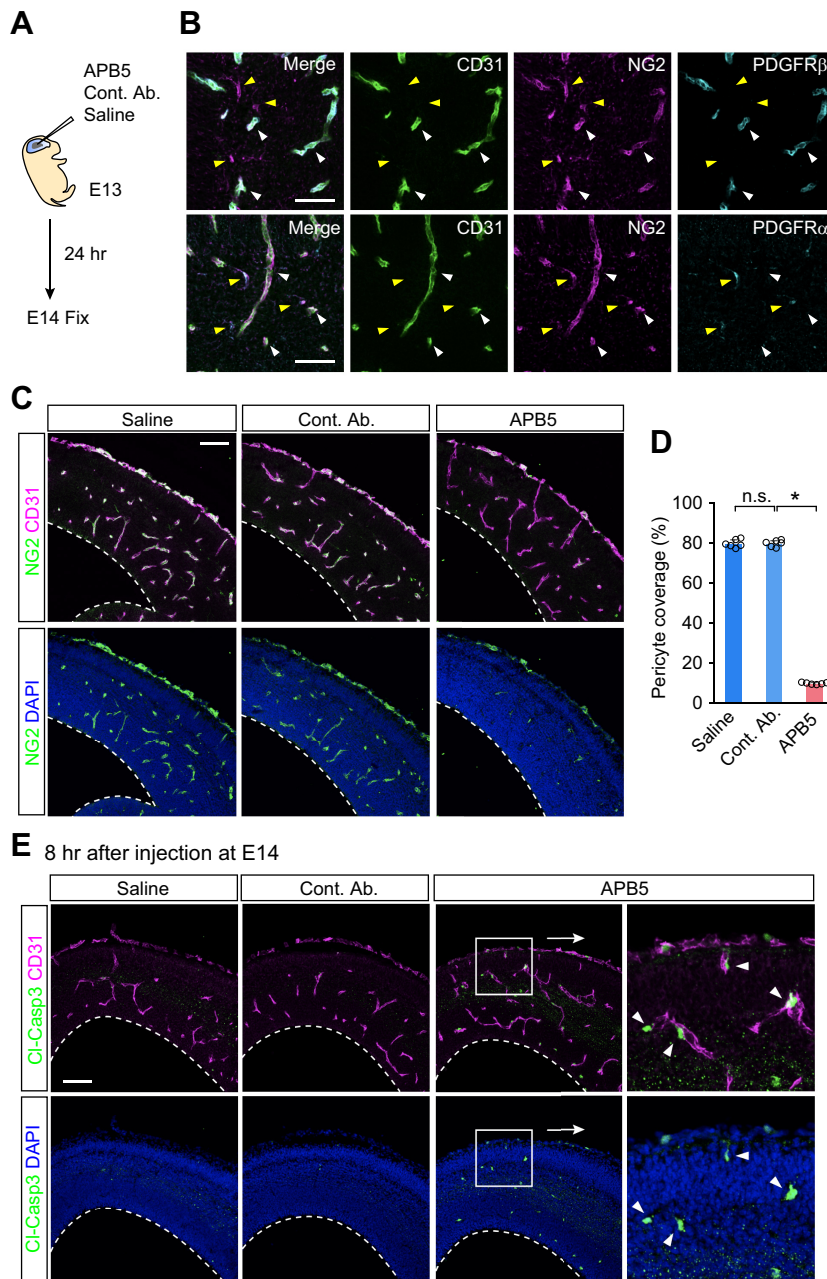 A
APB5
Cont. Ab.
Saline
E13
24 hr
E14 Fix
B
Merge
CD31
NG2
PDGFRβ
Merge
CD31
NG2
PDGFRα
C
Saline
Cont. Ab.
APB5
NG2 CD31
NG2 DAPI
D
n.s.
*
Pericyte coverage (%)
100
80
60
40
20
0
Saline
Cont. Ab.
APB5
E
8 hr after injection at E14
Saline
Cont. Ab.
APB5
Cl-Casp3 CD31
Cl-Casp3 DAPI